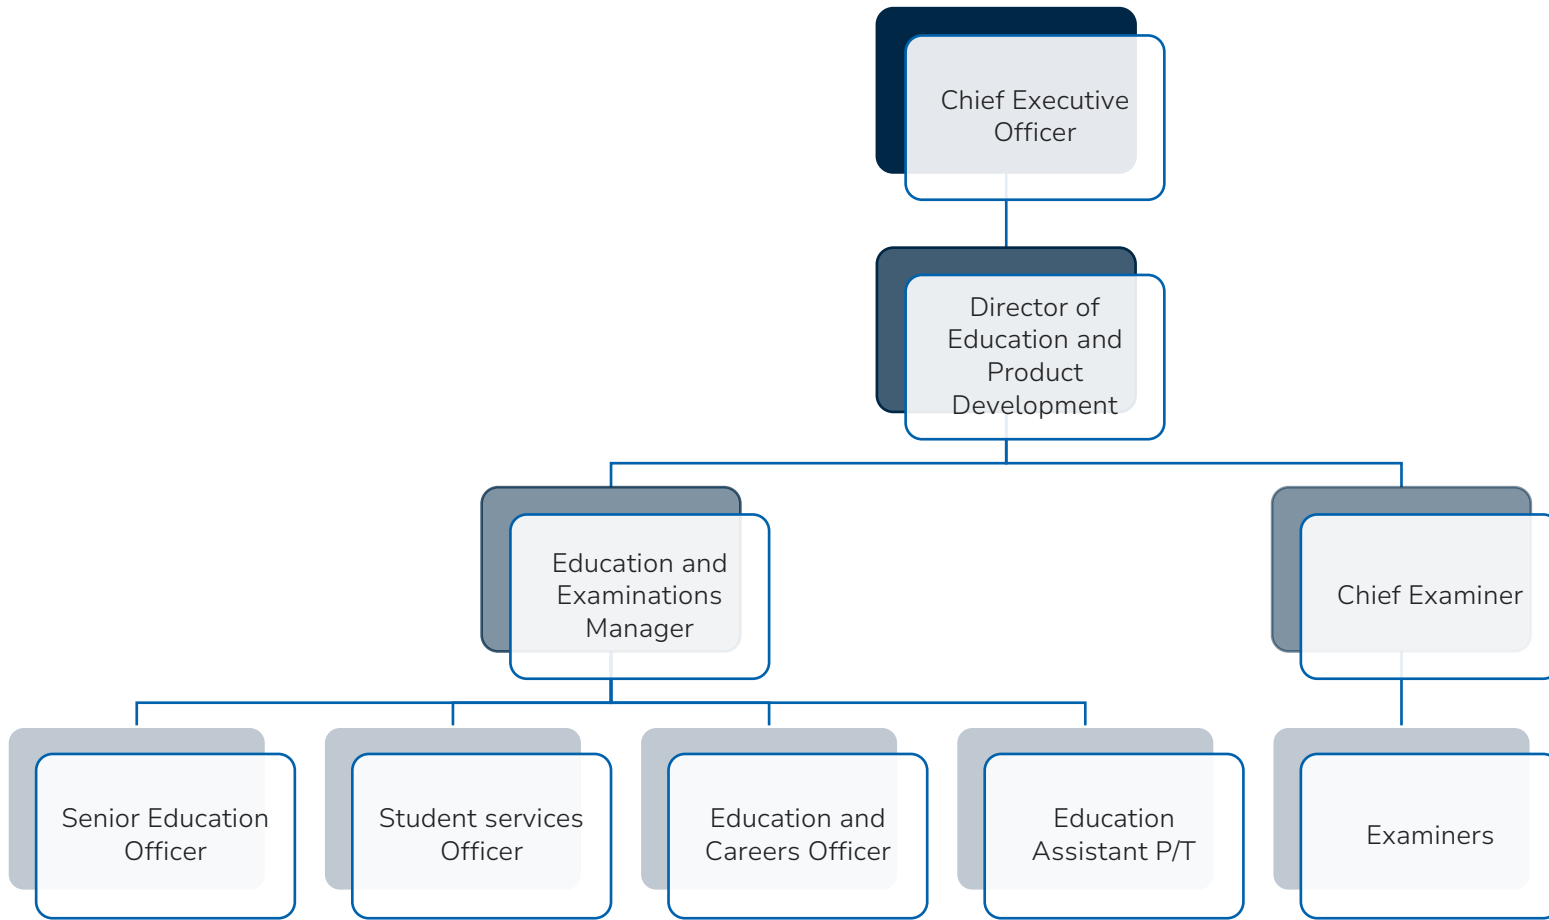 Chief Executive
Officer
Director of
Education and
Product
Development
Education and
Examinations
Manager
Chief Examiner
Senior Education
Officer
Student services
Officer
Education and
Careers Officer
Education
Assistant P/T
Examiners